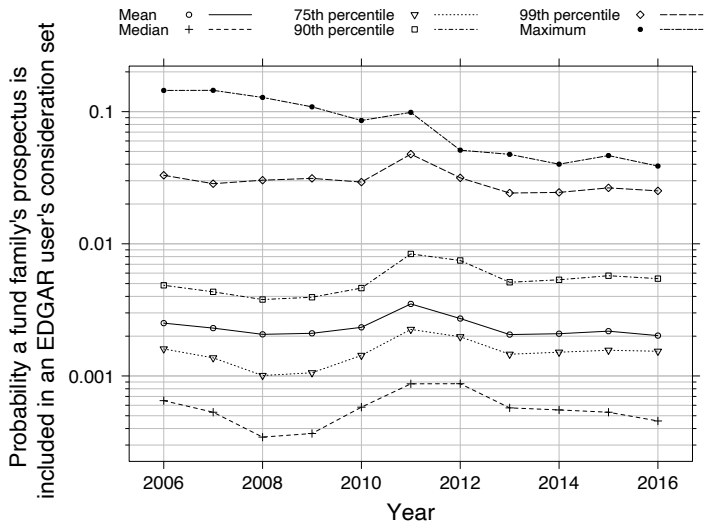 Mean
Median
75th percentile
90th percentile
99th percentile
Maximum
Probability a fund family's prospectus is
included in an EDGAR user's consideration set
0.1
0.01
0.001
2006 2008 2010 2012 2014 2016
Year